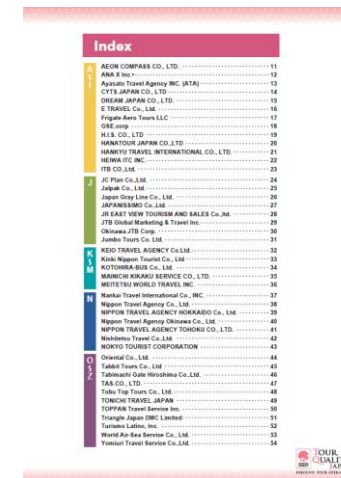 Index
A
S
I
AEON COMPASS CO., LTD. 11
ANA X Inc. 12
Ayasato Travel Agency INC. (ATA) 13
CYTS JAPAN CO., LTD 14
DREAM JAPAN CO., LTD. 15
E TRAVEL Co., Ltd. 16
Frigate Aero Tours LLC 17
GSE.corp 18
H.I.S. CO., LTD 19
HANATOUR JAPAN CO.,LTD 20
HANKYU TRAVEL INTERNATIONAL CO., LTD. 21
HEIWA ITC INC. 22
ITB CO.,Ltd. 23
J
JC Plan Co.,Ltd. 24
Jalpak Co., Ltd. 25
Japan Gray Line Co., Ltd. 26
JAPANISSIMO Co.,Ltd. 27
JR EAST VIEW TOURISM AND SALES Co.,ltd. 28
JTB Global Marketing & Travel Inc. 29
Okinawa JTB Corp. 30
Jumbo Tours Co. Ltd. 31
K
S
M
KEIO TRAVEL AGENCY Co.Ltd. 32
Kinki Nippon Tourist Co., Ltd 33
KOTOHIRA-BUS Co., Ltd. 34
MAINICHI KIKAKU SERVICE CO., LTD. 35
MEITETSU WORLD TRAVEL INC. 36
N
Nankai Travel International Co., INC. 37
Nippon Travel Agency Co., Ltd. 38
NIPPON TRAVEL AGENCY HOKKAIDO Co., Ltd. 39
Nippon Travel Agency Okinawa Co., Ltd. 40
NIPPON TRAVEL AGENCY TOHOKU CO., LTD. 41
Nishitetsu Travel Co.,Ltd. 42
NOKYO TOURIST CORPORATION 43
O
S
Z
Oriental Co., Ltd. 44
Tabbit Tours Co., Ltd 45
Tabimachi Gate Hiroshima Co.,Ltd. 46
TAS.CO., LTD. 47
Tobu Top Tours Co., Ltd. 48
TONICHI TRAVEL JAPAN 49
TOPPAN Travel Service Inc. 50
Triangle Japan DMC Limited 51
Turismo Latino, Inc. 52
World Air-Sea Service Co., Ltd. 53
Yomiuri Travel Service Co.,Ltd. 54
TOUR
QUALI
JAP